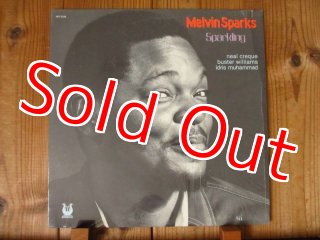 Melvin Sparks
Sparkling
neal creque
buster williams
idris muhammad
Sold Out